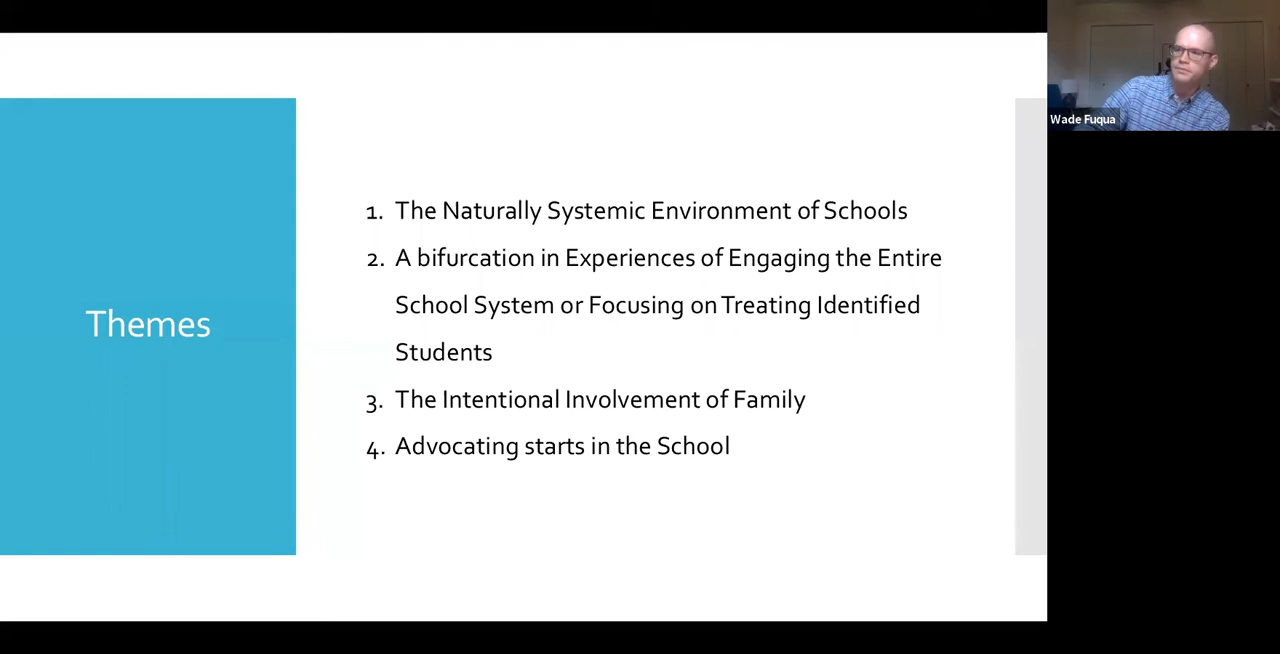 Wade Fuqua
Themes
1. The Naturally Systemic Environment of Schools
2. A bifurcation in Experiences of Engaging the Entire
School System or Focusing on Treating Identified
Students
3. The Intentional Involvement of Family
4. Advocating starts in the School